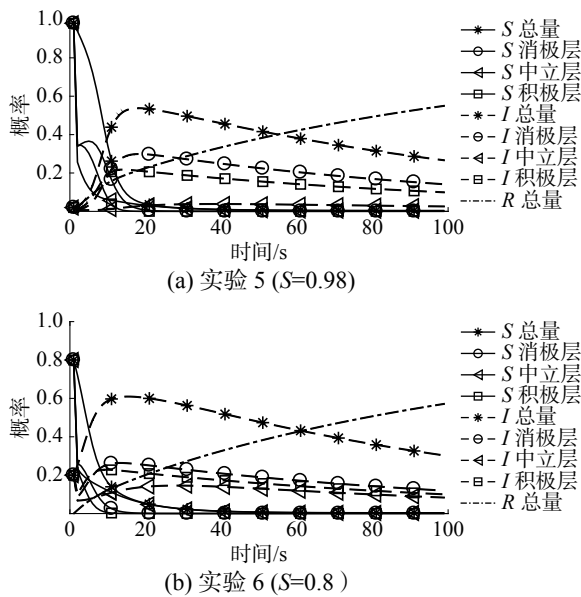 1.0
0.8
0.6
0.4
0.2
概率
0 20 40 60 80 100
时间/s
S 总量
S 消极层
S 中立层
S 积极层
I 总量
I 消极层
I 中立层
I 积极层
R 总量
(a) 实验 5 (S=0.98)
1.0
0.8
0.6
0.4
0.2
概率
0 20 40 60 80 100
时间/s
S 总量
S 消极层
S 中立层
S 积极层
I 总量
I 消极层
I 中立层
I 积极层
R 总量
(b) 实验 6 (S=0.8）